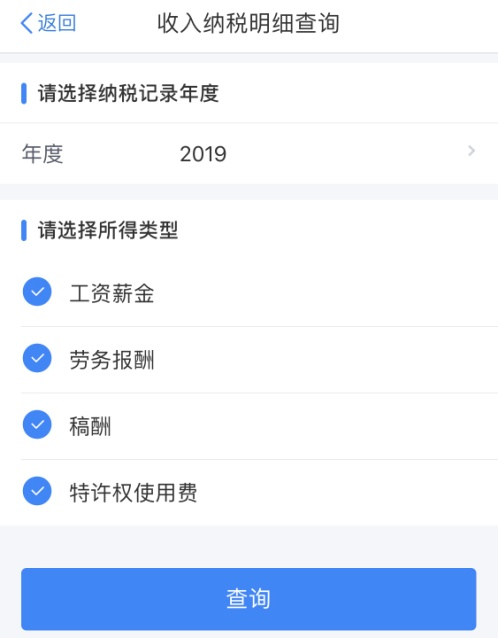 返回 收入纳税明细查询
请选择纳税记录年度
年度 2019
请选择所得类型
工资薪金
劳务报酬
稿酬
特许权使用费
查询